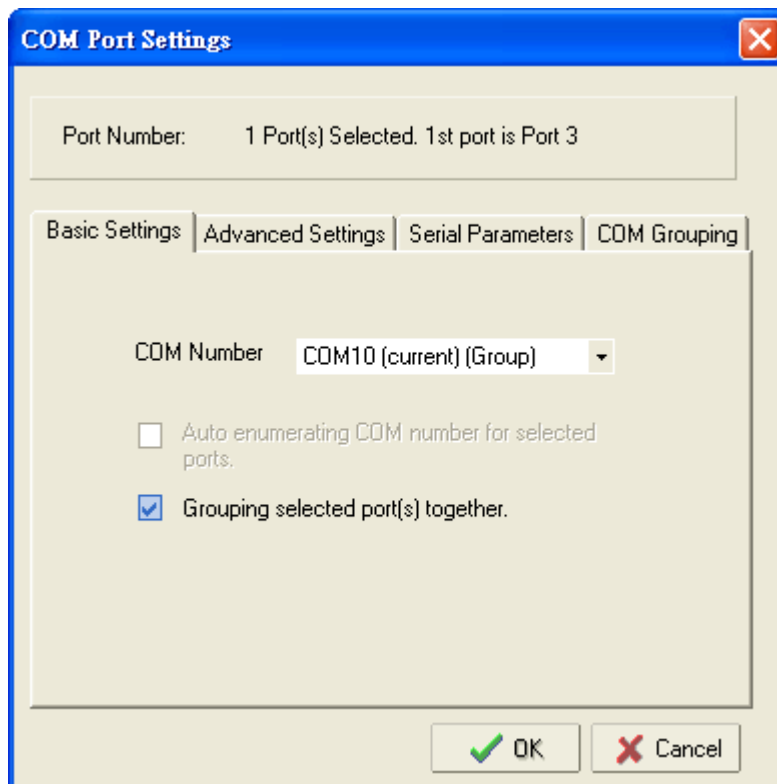 COM Port Settings
Port Number: 1 Port(s) Selected. 1st port is Port 3
Basic Settings Advanced Settings Serial Parameters COM Grouping
COM Number COM10 (current) (Group)
Auto enumerating COM number for selected
ports.
Grouping selected port(s) together.
OK Cancel